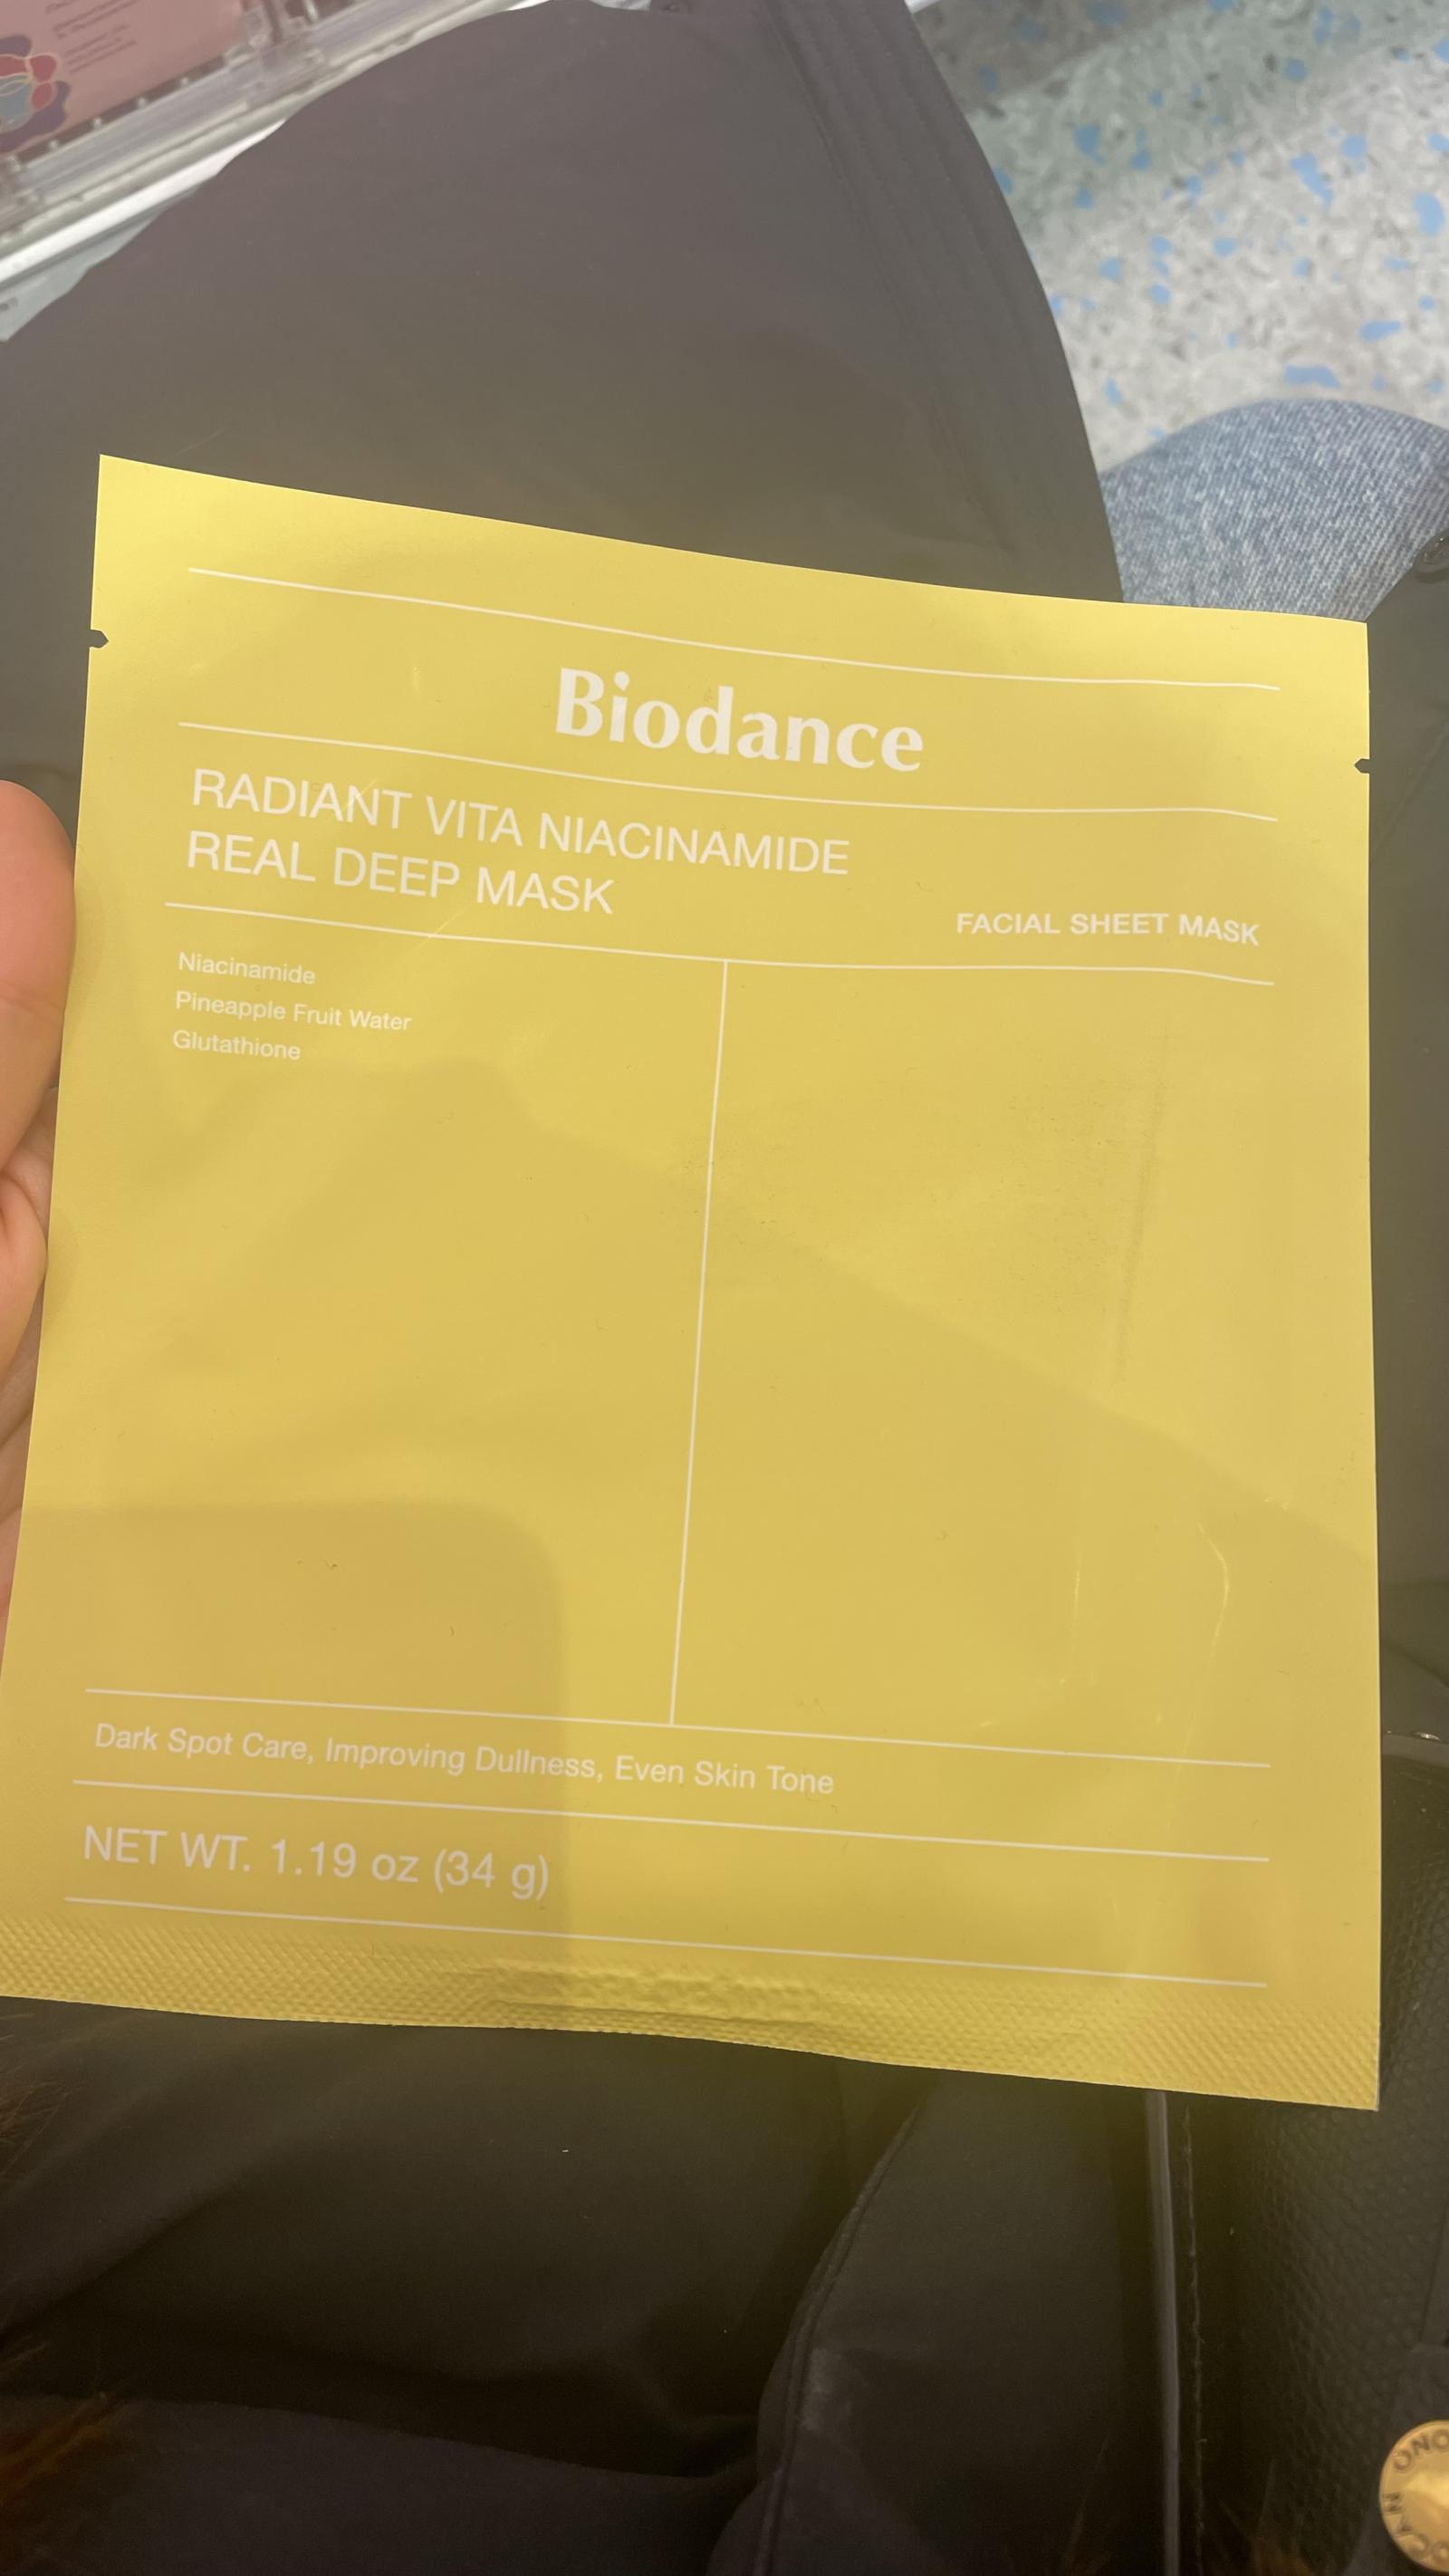 Biodance
RADIANT VITA NIACINAMIDE
REAL DEEP MASK
FACIAL SHEET MASK
Niacinamide
Pineapple Fruit Water
Glutathione
Dark Spot Care, Improving Dullness, Even Skin Tone
NET WT. 1.19 oz (34 g)